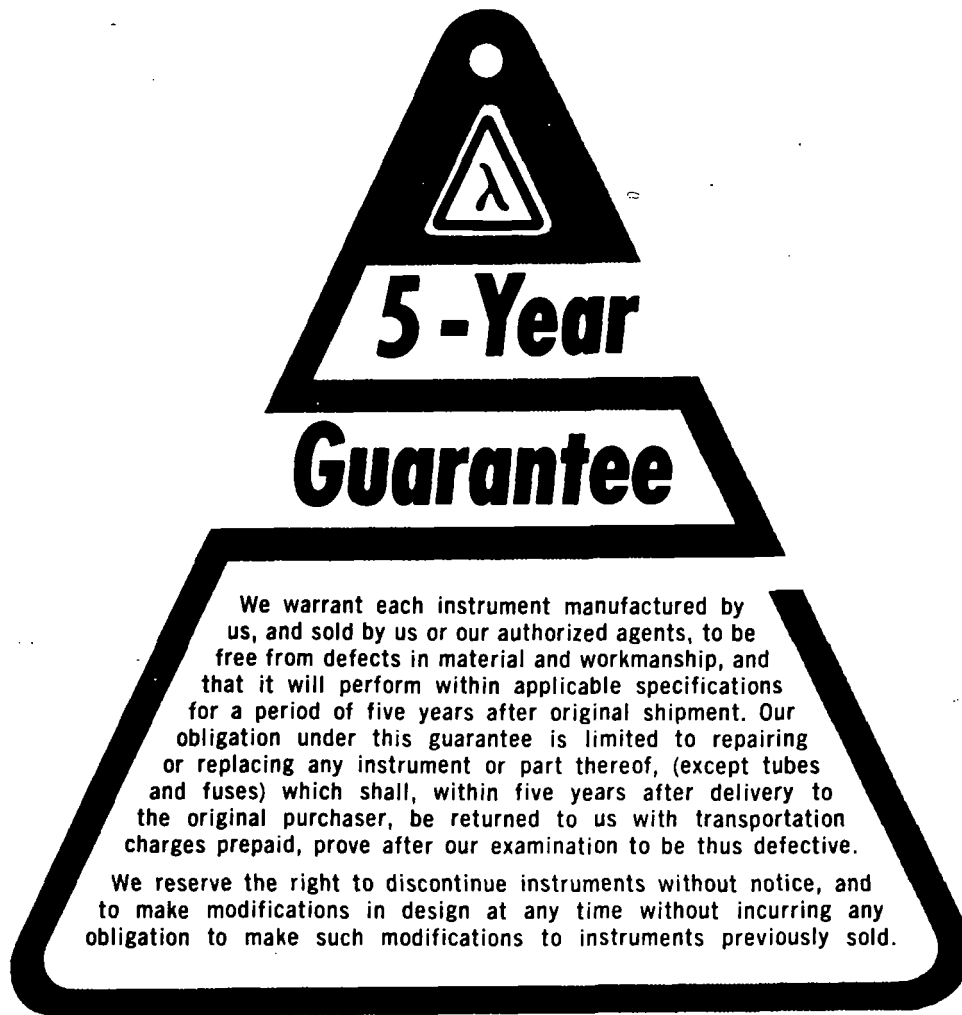 λ
5-Year
Guarantee
We warrant each instrument manufactured by
us, and sold by us or our authorized agents, to be
free from defects in material and workmanship, and
that it will perform within applicable specifications
for a period of five years after original shipment. Our
obligation under this guarantee is limited to repairing
or replacing any instrument or part thereof, (except tubes
and fuses) which shall, within five years after delivery to
the original purchaser, be returned to us with transportation
charges prepaid, prove after our examination to be thus defective.
We reserve the right to discontinue instruments without notice, and
to make modifications in design at any time without incurring any
obligation to make such modifications to instruments previously sold.